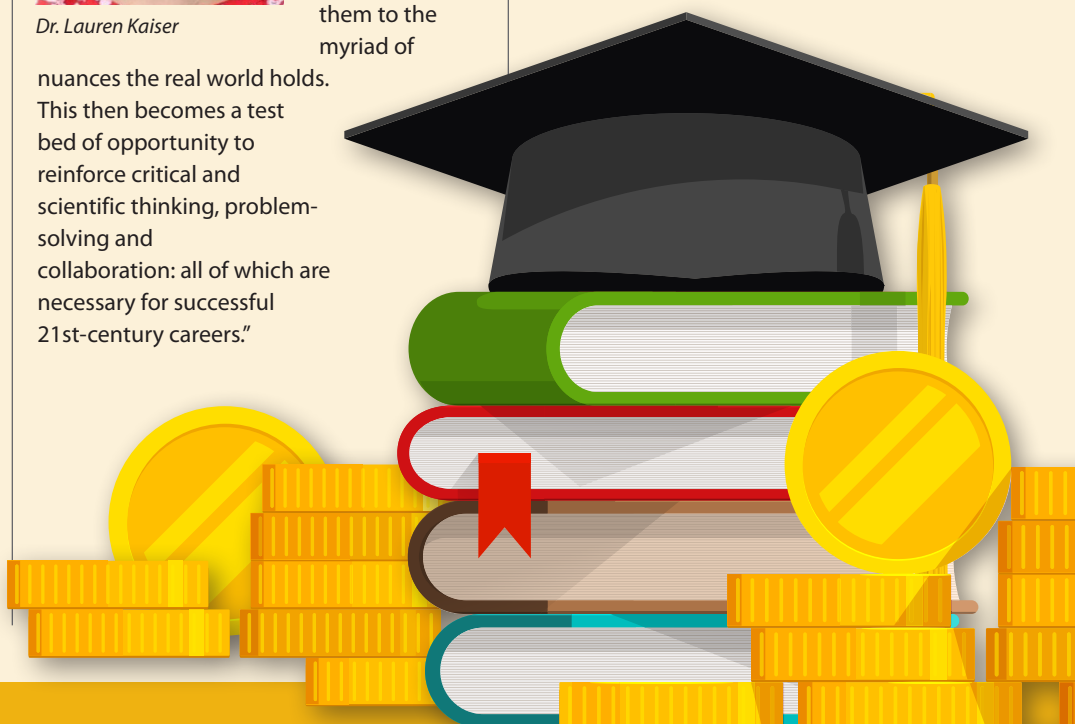 Dr. Lauren Kaiser
them to the
myriad of
nuances the real world holds.
This then becomes a test
bed of opportunity to
reinforce critical and
scientific thinking, problem-
solving and
collaboration: all of which are
necessary for successful
21st-century careers.”